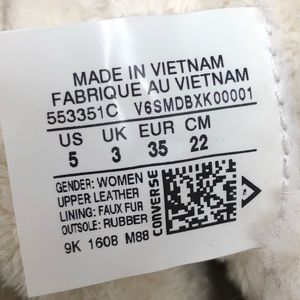 MADE IN VIETNAM
FABRIQUE AU VIETNAM
553351C V6SMDBXK00001
US UK EUR CM
5 3 35 22
GENDER: WOMEN
UPPER LEATHER
LINING: FAUX FUR
OUTSOLE: RUBBER
9K 1608 M88
CONVERSE